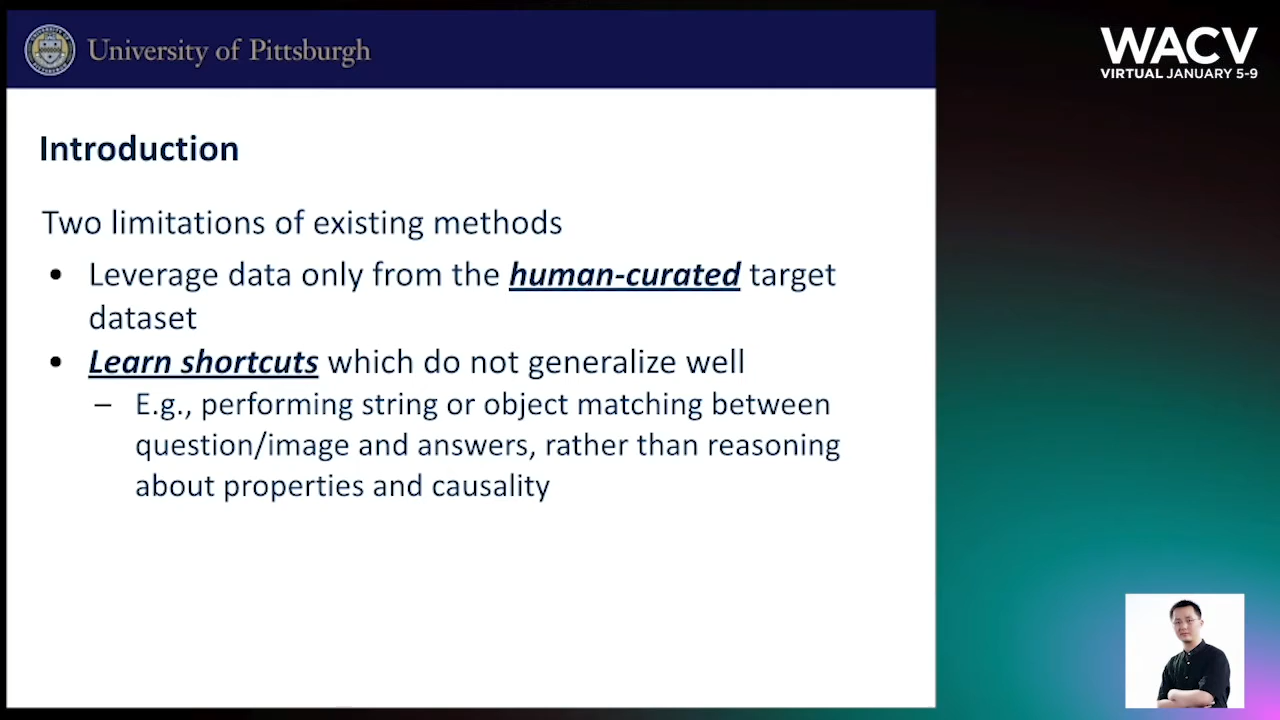 University of Pittsburgh
WACV
VIRTUAL JANUARY 5-9
Introduction
Two limitations of existing methods
• Leverage data only from the human-curated target
dataset
• Learn shortcuts which do not generalize well
– E.g., performing string or object matching between
question/image and answers, rather than reasoning
about properties and causality